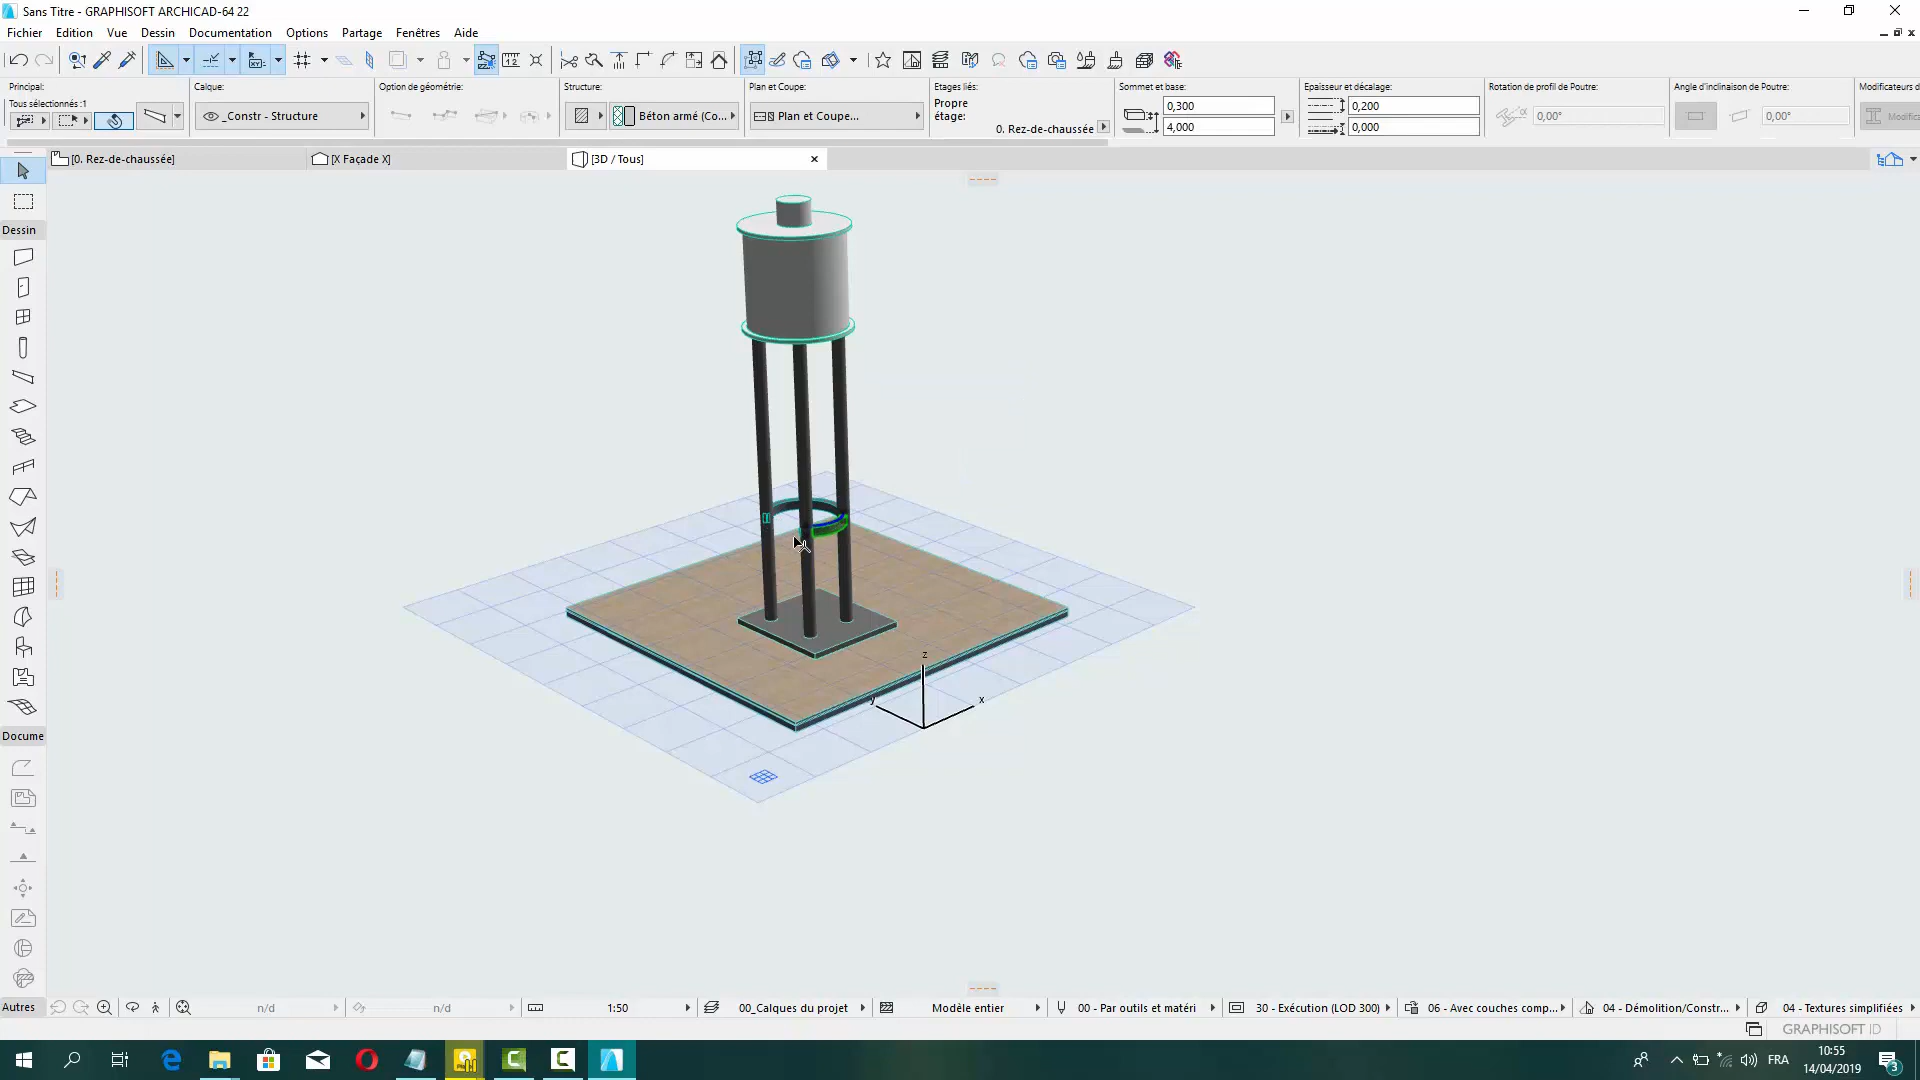 Sans Titre - GRAPHISOFT ARCHICAD-64 22
Fichier Edition Vue Dessin Documentation Options Partage Fenêtres Aide
Principal: Calque: Option de géométrie: Structure: Plan et Coupe: Etages liés: Sommet et base: Epaisseur et décalage: Rotation de profil de Poutre: Angle d'inclinaison de Poutre: Modificateurs d
Tous sélectionnés :1
_Constr - Structure
Béton armé (Co...
Plan et Coupe...
Propre
étage:
0. Rez-de-chaussée
0,300
4,000
0,200
0,000
0,00°
0,00°
Modifica
[0. Rez-de-chaussée] [X Façade X] [3D / Tous]
Dessin
z
y
x
Docume
Autres
n/d n/d 1:50 00_Calques du projet Modèle entier 00 - Par outils et matéri 30 - Exécution (LOD 300) 06 - Avec couches comp... 04 - Démolition/Constr... 04 - Textures simplifiées
GRAPHISOFT ID
FRA
10:55
14/04/2019
3